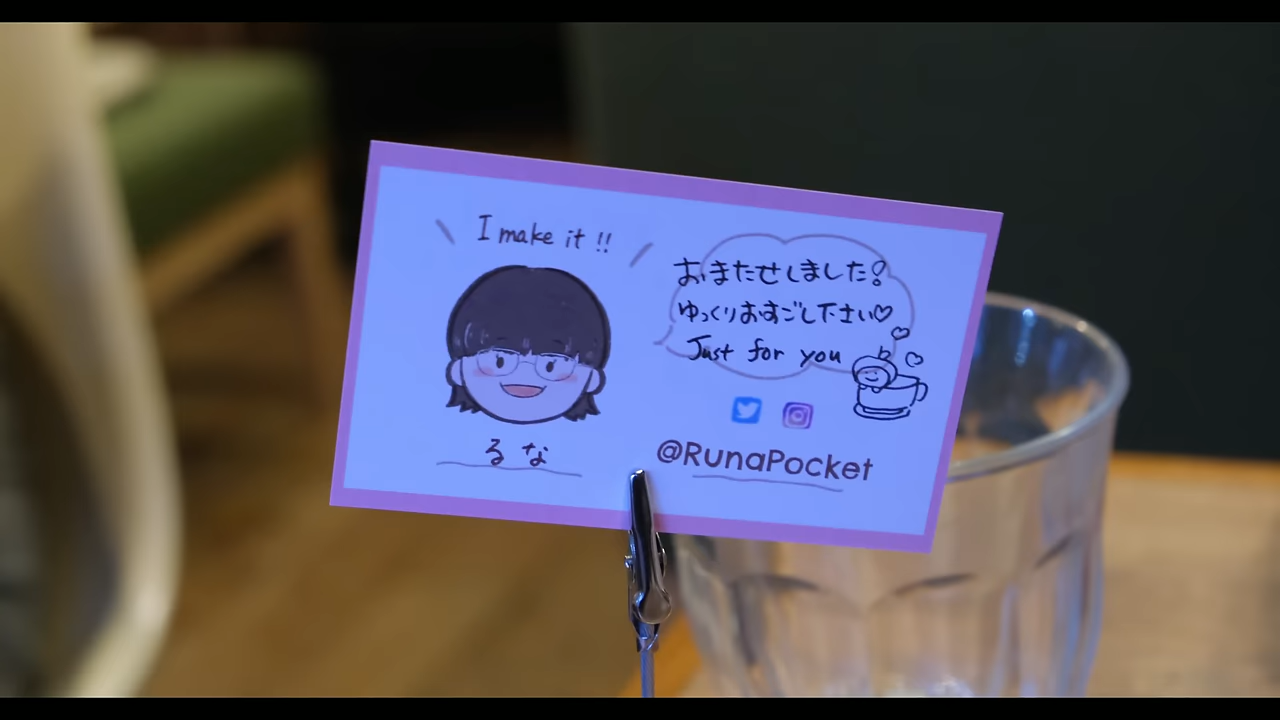 I make it !!
おまたせしました!
ゆっくりおすごし下さい♡
Just for you
るな
@RunaPocket